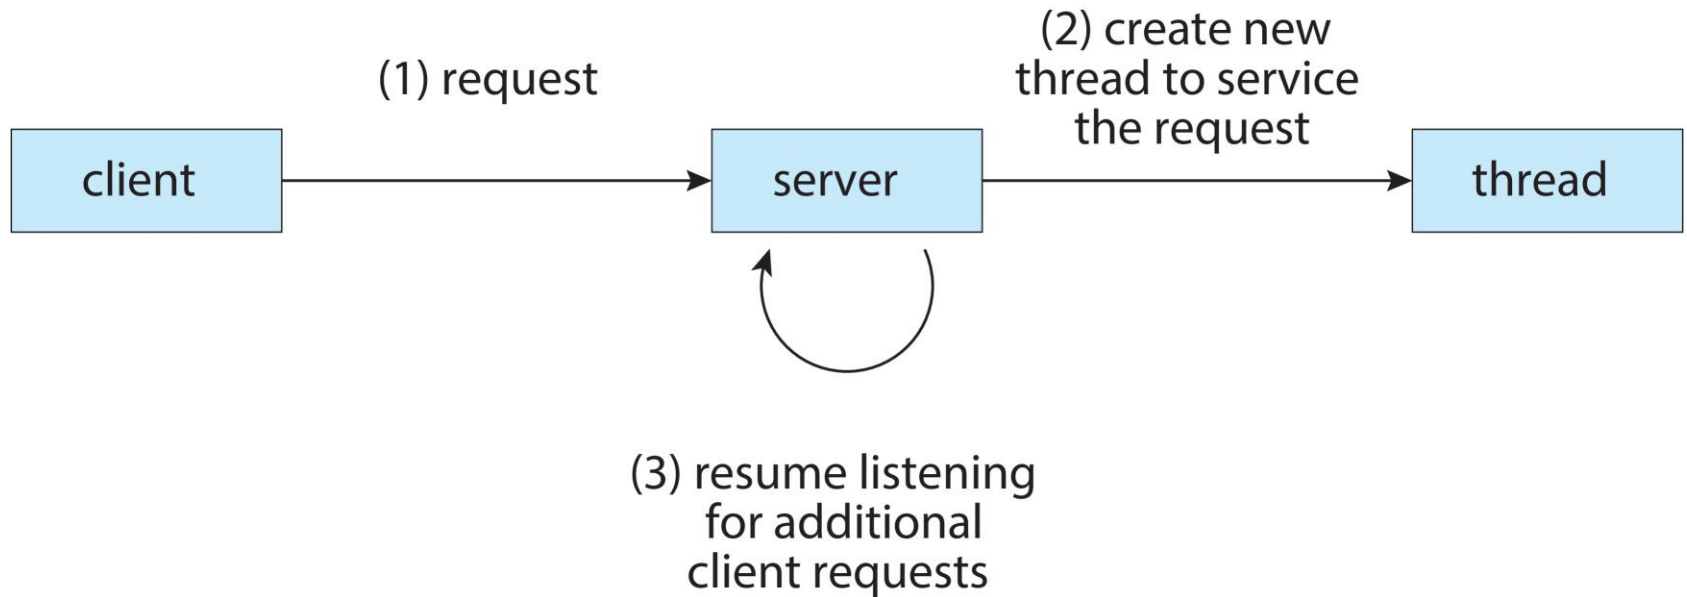 (1) request
(2) create new
thread to service
the request
client
server
thread
(3) resume listening
for additional
client requests